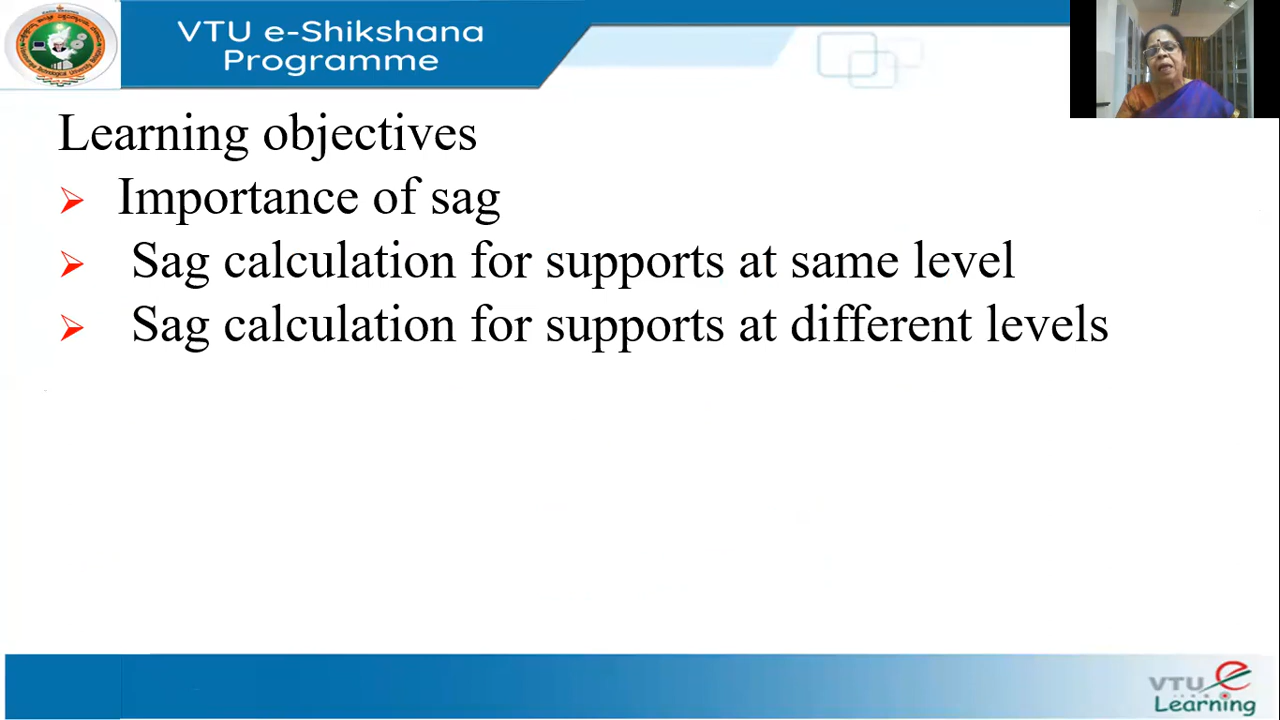 VTU e-Shikshana
Programme
Learning objectives
Importance of sag
Sag calculation for supports at same level
Sag calculation for supports at different levels
VTU e
Learning